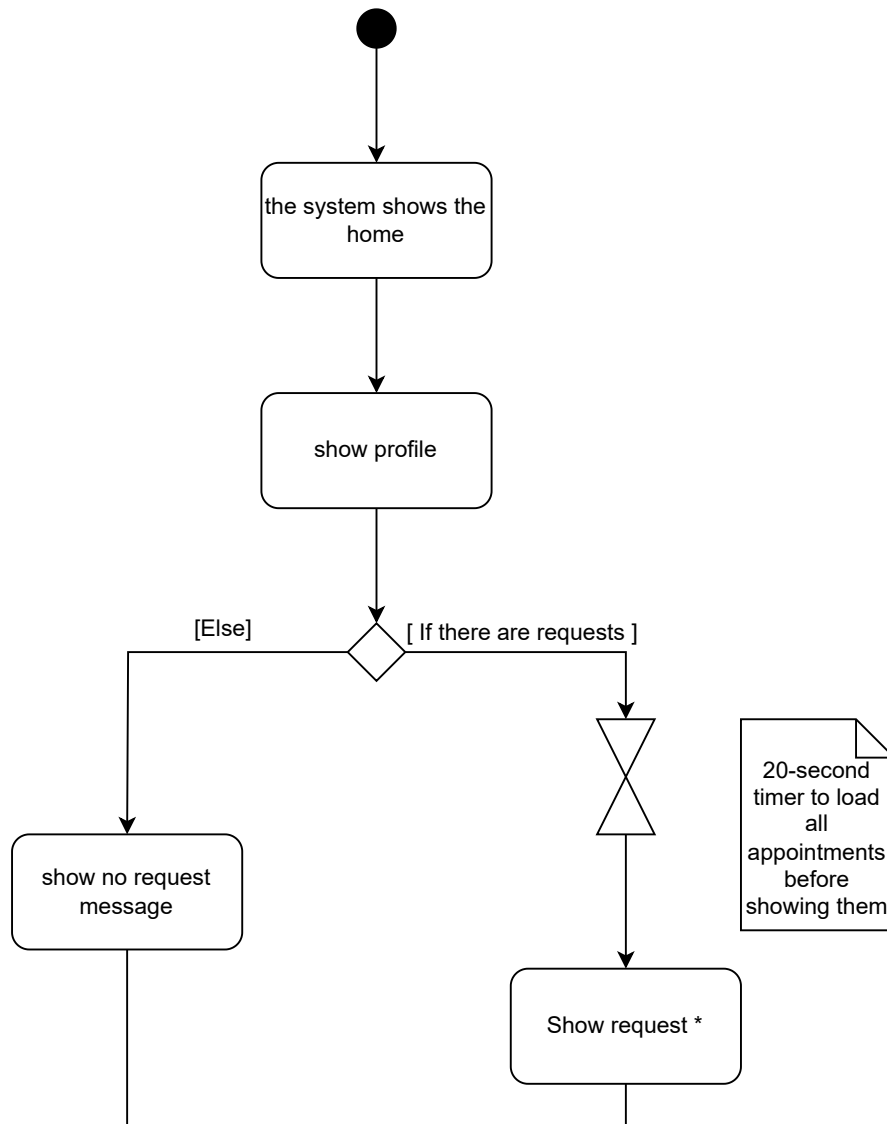 the system shows the
home
show profile
[Else]
[ If there are requests ]
20-second
timer to load
all
appointments
before
showing them
show no request
message
Show request *